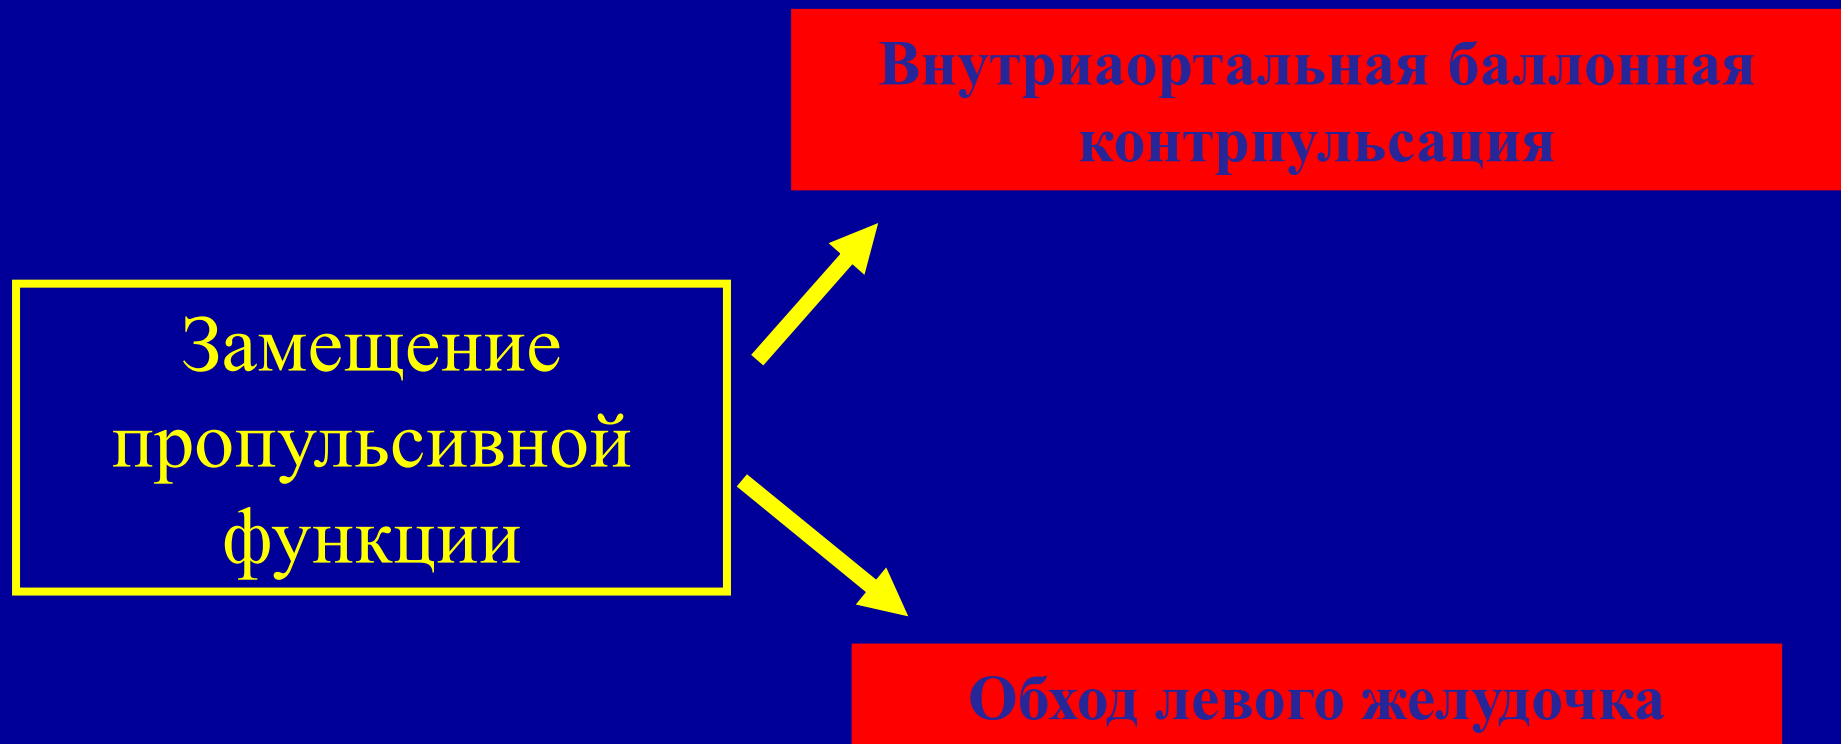 Внутриаортальная баллонная
контрпульсация
Замещение
пропульсивной
функции
Обход левого желудочка